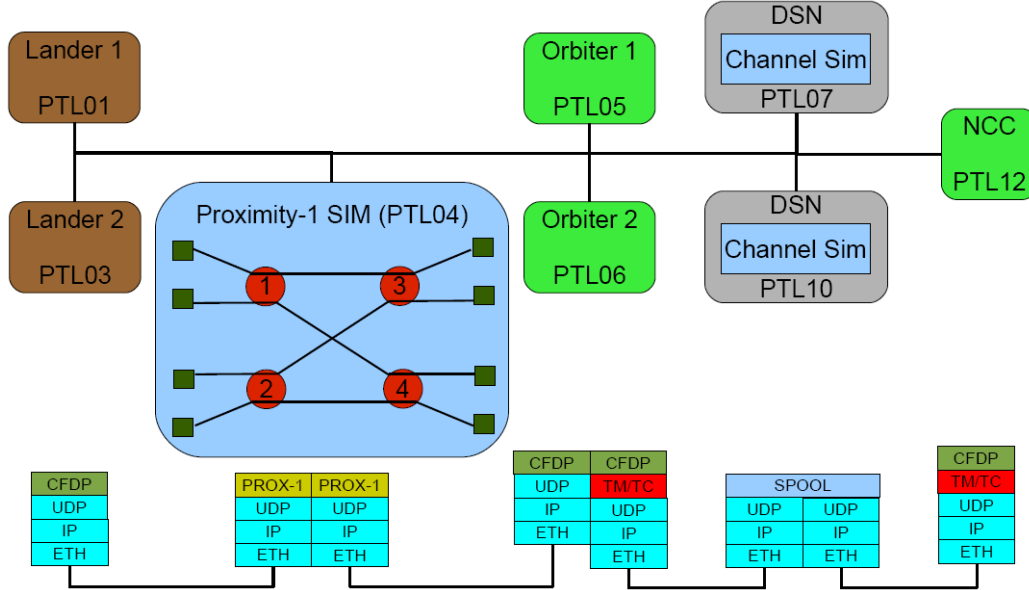 Lander 1
PTL01
Orbiter 1
PTL05
DSN
Channel Sim
PTL07
NCC
PTL12
Lander 2
PTL03
Proximity-1 SIM (PTL04)
1
3
2
4
Orbiter 2
PTL06
DSN
Channel Sim
PTL10
CFDP
UDP
IP
ETH
PROX-1 PROX-1
UDP UDP
IP IP
ETH ETH
CFDP CFDP
UDP TM/TC
IP UDP
ETH IP
ETH
SPOOL
UDP UDP
IP IP
ETH ETH
CFDP
TM/TC
UDP
IP
ETH